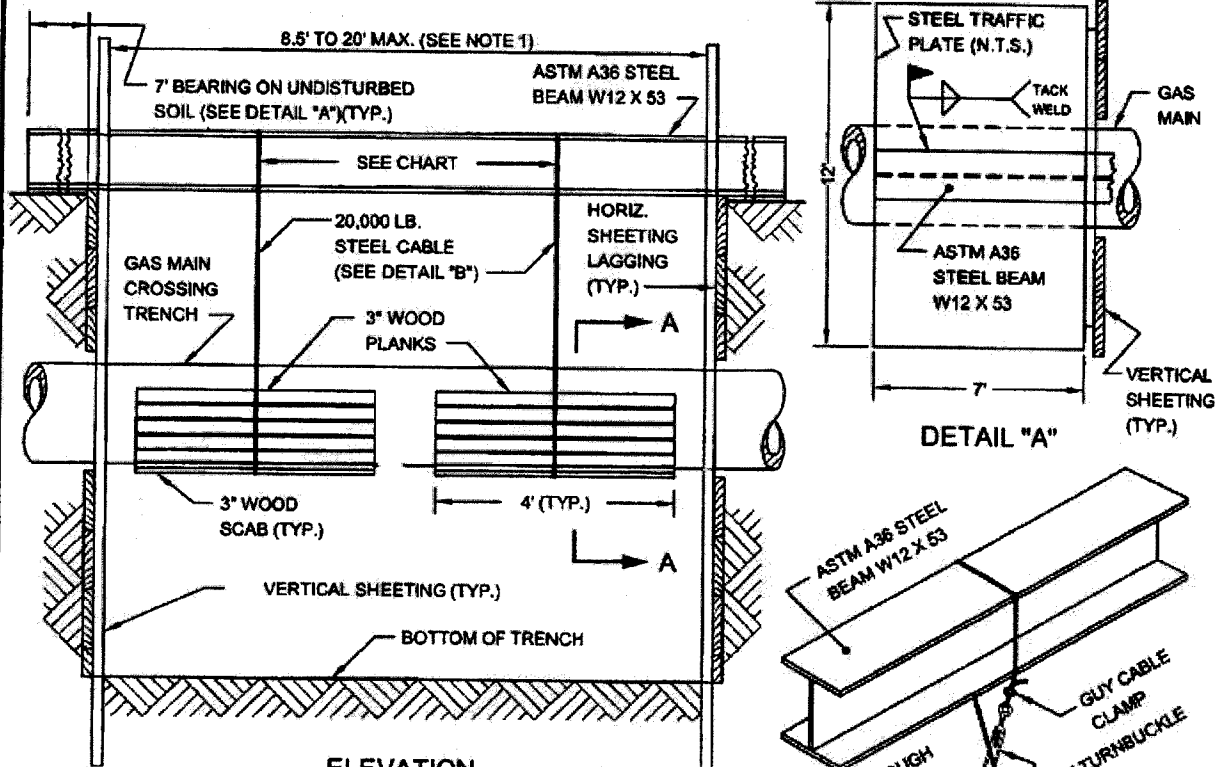 8.5' TO 20' MAX. (SEE NOTE 1)
7' BEARING ON UNDISTURBED
SOIL (SEE DETAIL "A")(TYP.)
ASTM A36 STEEL
BEAM W12 X 53
SEE CHART
20,000 LB.
STEEL CABLE
(SEE DETAIL "B")
HORIZ.
SHEETING
LAGGING
(TYP.)
GAS MAIN
CROSSING
TRENCH
3" WOOD
PLANKS
A
3" WOOD
SCAB (TYP.)
4' (TYP.)
A
VERTICAL SHEETING (TYP.)
BOTTOM OF TRENCH
ELEVATION
STEEL TRAFFIC
PLATE (N.T.S.)
TACK
WELD
GAS
MAIN
12'
ASTM A36
STEEL BEAM
W12 X 53
7'
VERTICAL
SHEETING
(TYP.)
DETAIL "A"
ASTM A36 STEEL
BEAM W12 X 53
GUY CABLE
CLAMP
TURNBUCKLE